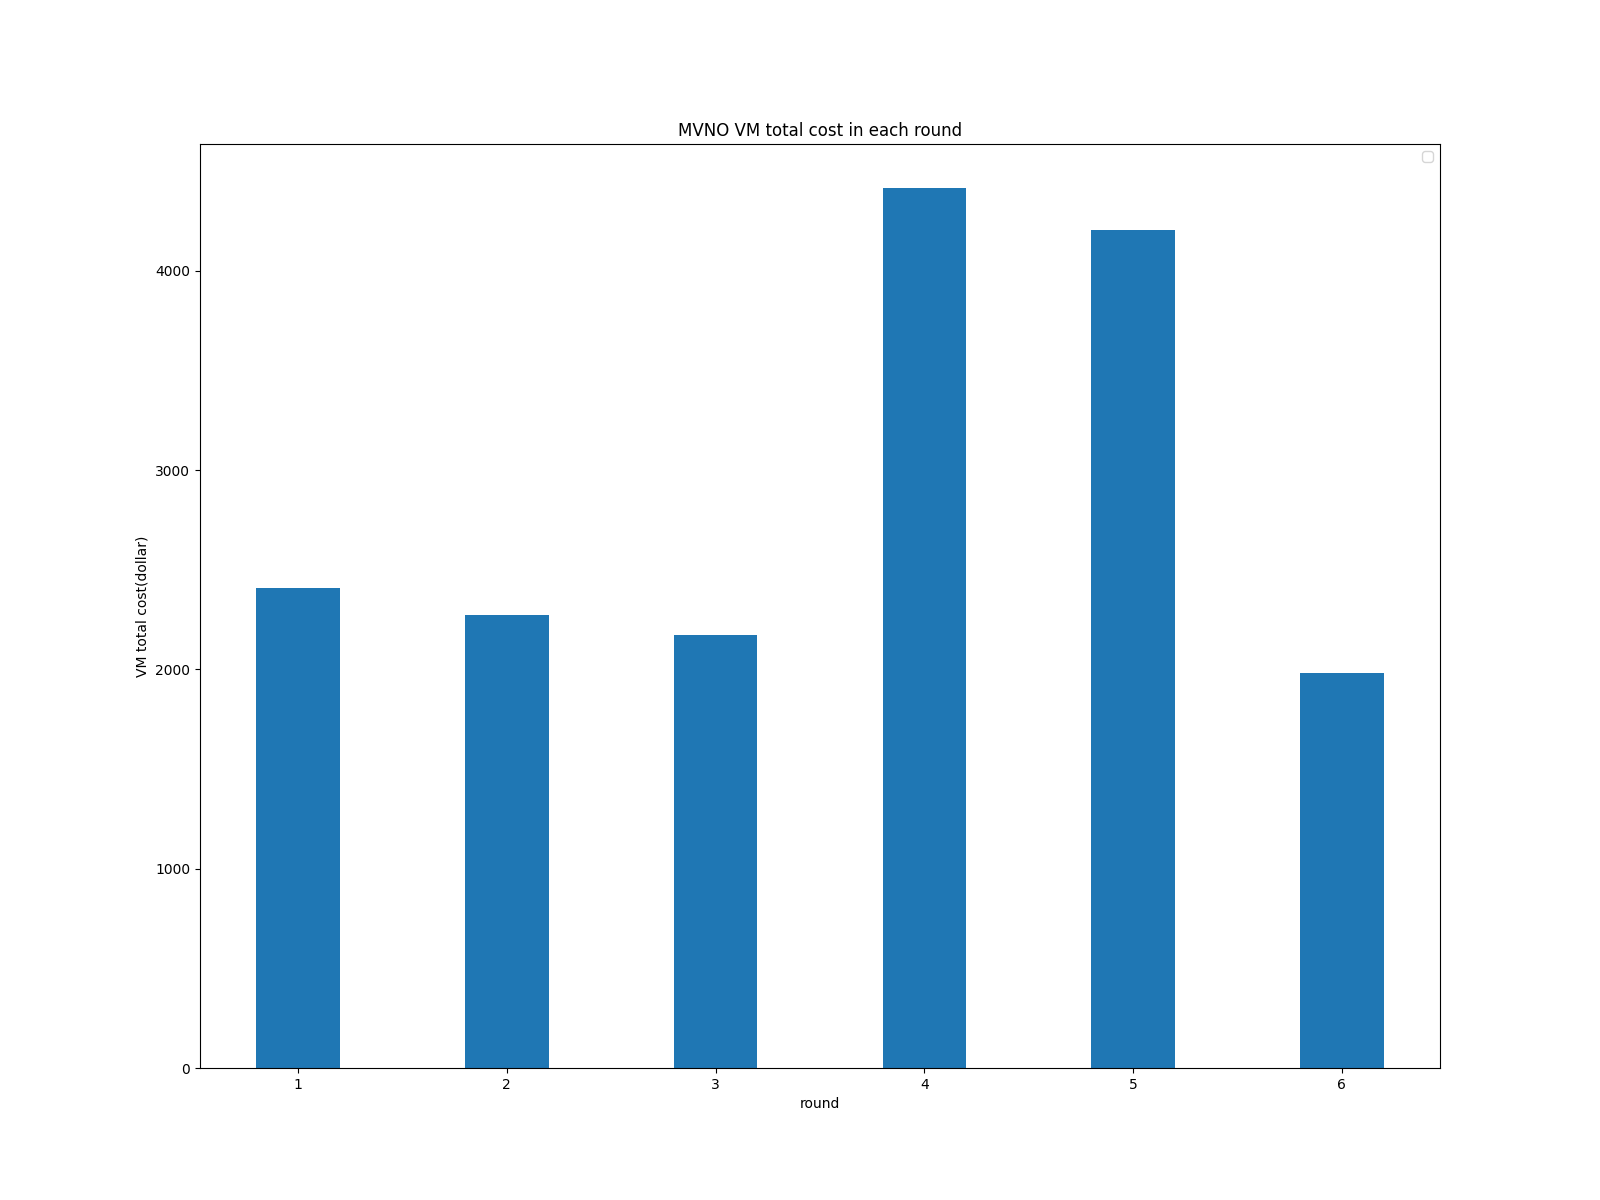 MVNO VM total cost in each round
4000
3000
2000
1000
0
VM total cost(dollar)
1 2 3 4 5 6
round